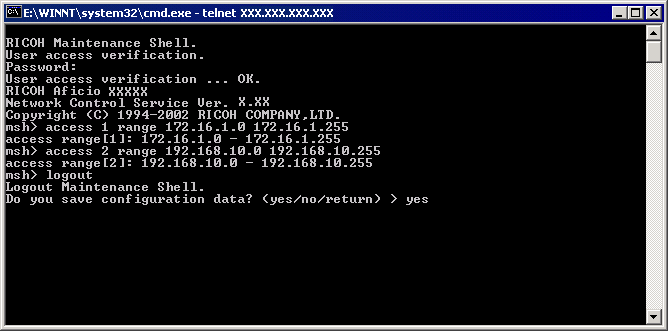 E:\WINNT\system32\cmd.exe - telnet XXX.XXX.XXX.XXX
RICOH Maintenance Shell.
User access verification.
Password:
User access verification ... OK.
RICOH Aficio XXXXX
Network Control Service Ver. X.XX
Copyright (C) 1994-2002 RICOH COMPANY,LTD.
msh> access 1 range 172.16.1.0 172.16.1.255
access range[1]: 172.16.1.0 - 172.16.1.255
msh> access 2 range 192.168.10.0 192.168.10.255
access range[2]: 192.168.10.0 - 192.168.10.255
msh> logout
Logout Maintenance Shell.
Do you save configuration data? (yes/no/return) > yes